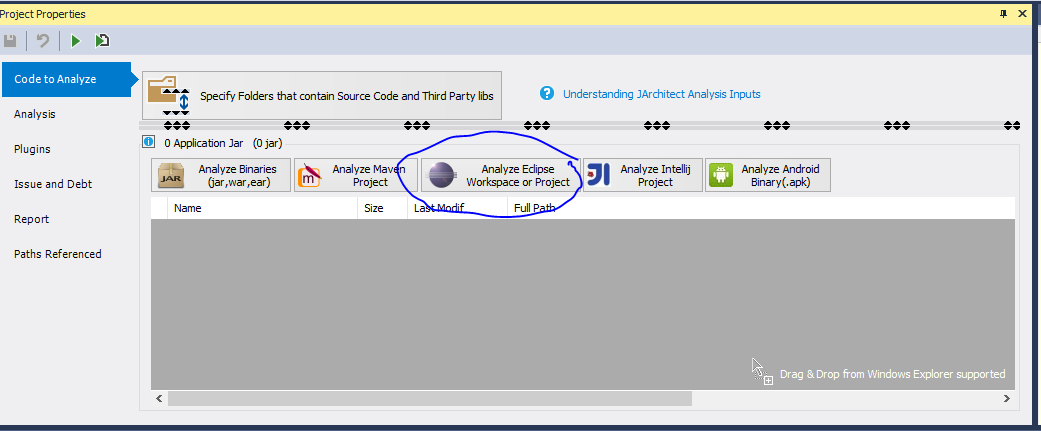 Project Properties
Code to Analyze
Analysis
Plugins
Issue and Debt
Report
Paths Referenced
Specify Folders that contain Source Code and Third Party libs
Understanding JArchitect Analysis Inputs
0 Application Jar (0 jar)
JAR
Analyze Binaries
(jar,war,ear)
m
Analyze Maven
Project
Analyze Eclipse
Workspace or Project
JI
Analyze Intellij
Project
Analyze Android
Binary(.apk)
Name Size Last Modif Full Path
Drag & Drop from Windows Explorer supported